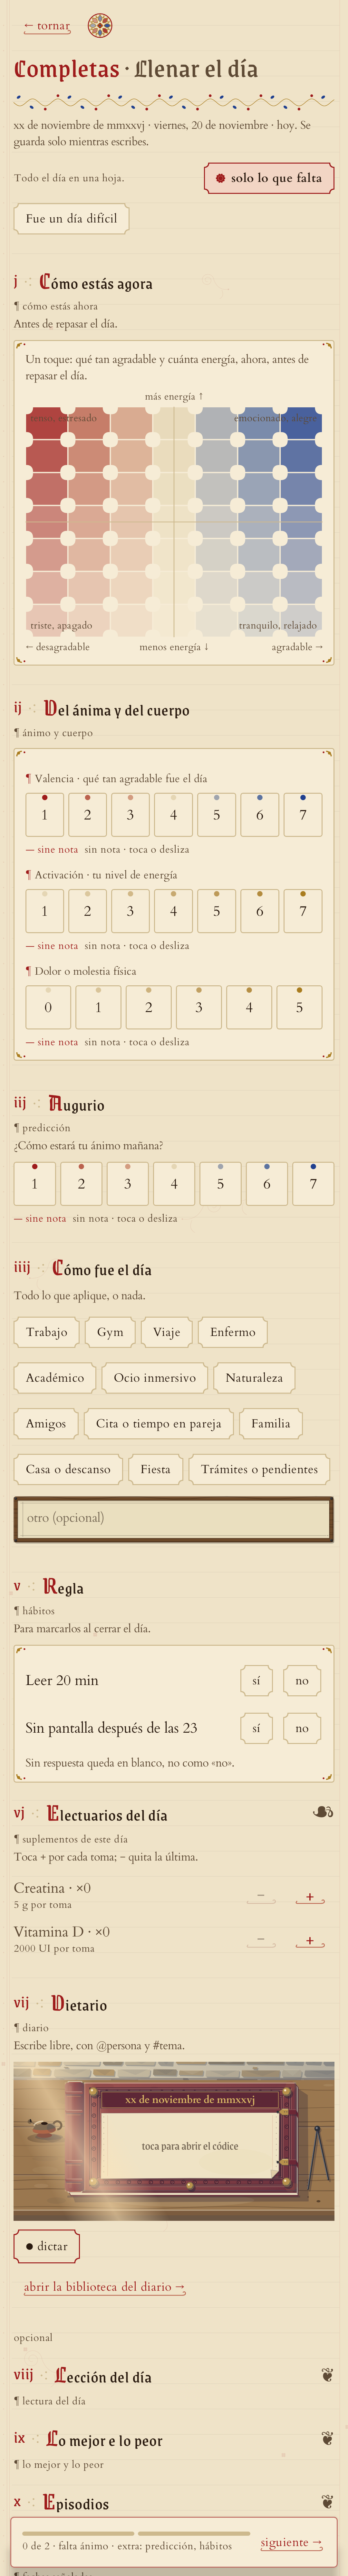 ← tornar
Completas · Llenar el día
xx de noviembre de mmxxvj · viernes, 20 de noviembre · hoy. Se
guarda solo mientras escribes.
Todo el día en una hoja.
solo lo que falta
Fue un día difícil
j Cómo estás agora
¶ cómo estás ahora
Antes de repasar el día.
Un toque: qué tan agradable y cuánta energía, ahora, antes de
repasar el día.
más energía ↑
tenso, estresado
emocionado, alegre
triste, apagado
tranquilo, relajado
← desagradable
menos energía ↓
agradable →
ij Del ánima y del cuerpo
¶ ánimo y cuerpo
¶ Valencia · qué tan agradable fue el día
1 2 3 4 5 6 7
— sine nota sin nota · toca o desliza
¶ Activación · tu nivel de energía
1 2 3 4 5 6 7
— sine nota sin nota · toca o desliza
¶ Dolor o molestia física
0 1 2 3 4 5
— sine nota sin nota · toca o desliza
iij Augurio
¶ predicción
¿Cómo estará tu ánimo mañana?
1 2 3 4 5 6 7
— sine nota sin nota · toca o desliza
iiij Cómo fue el día
Todo lo que aplique, o nada.
Trabajo Gym Viaje Enfermo
Académico Ocio inmersivo Naturaleza
Amigos Cita o tiempo en pareja Familia
Casa o descanso Fiesta Trámites o pendientes
otro (opcional)
v Regla
¶ hábitos
Para marcarlos al cerrar el día.
Leer 20 min sí no
Sin pantalla después de las 23 sí no
Sin respuesta queda en blanco, no como «no».
vj Electuarios del día
¶ suplementos de este día
Toca + por cada toma; − quita la última.
Creatina · ×0
5 g por toma
− +
Vitamina D · ×0
2000 UI por toma
− +
vij Dietario
¶ diario
Escribe libre, con @persona y #tema.
xx de noviembre de mmxxvj
toca para abrir el códice
● dictar
abrir la biblioteca del diario →
opcional
viij Lección del día
¶ lectura del día
ix Lo mejor e lo peor
¶ lo mejor y lo peor
x Episodios
0 de 2 · falta ánimo · extra: predicción, hábitos
siguiente →